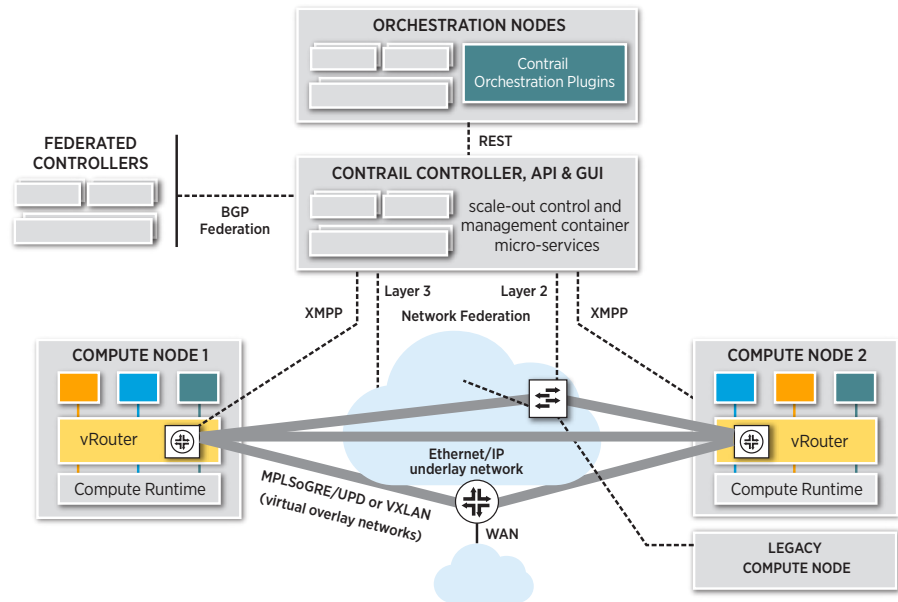 ORCHESTRATION NODES
Contrail
Orchestration Plugins
REST
FEDERATED
CONTROLLERS
BGP
Federation
CONTRAIL CONTROLLER, API & GUI
scale-out control and
management container
micro-services
XMPP
Layer 3
Layer 2
XMPP
Network Federation
COMPUTE NODE 1
vRouter
Compute Runtime
COMPUTE NODE 2
vRouter
Compute Runtime
Ethernet/IP
underlay network
MPLSoGRE/UPD or VXLAN
(virtual overlay networks)
WAN
LEGACY
COMPUTE NODE